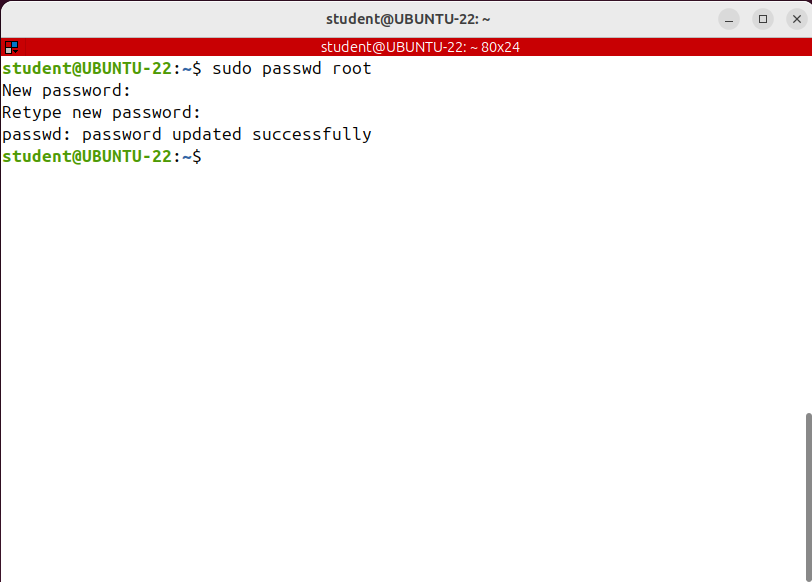 student@UBUNTU-22: ~
student@UBUNTU-22: ~ 80x24
student@UBUNTU-22:~$ sudo passwd root
New password:
Retype new password:
passwd: password updated successfully
student@UBUNTU-22:~$